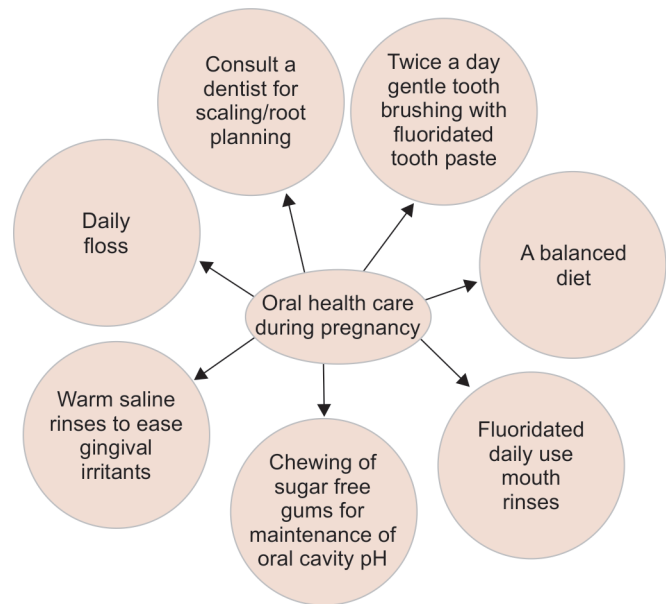 Consult a
dentist for
scaling/root
planning
Twice a day
gentle tooth
brushing with
fluoridated
tooth paste
Daily
floss
A balanced
diet
Oral health care
during pregnancy
Warm saline
rinses to ease
gingival
irritants
Fluoridated
daily use
mouth
rinses
Chewing of
sugar free
gums for
maintenance of
oral cavity pH